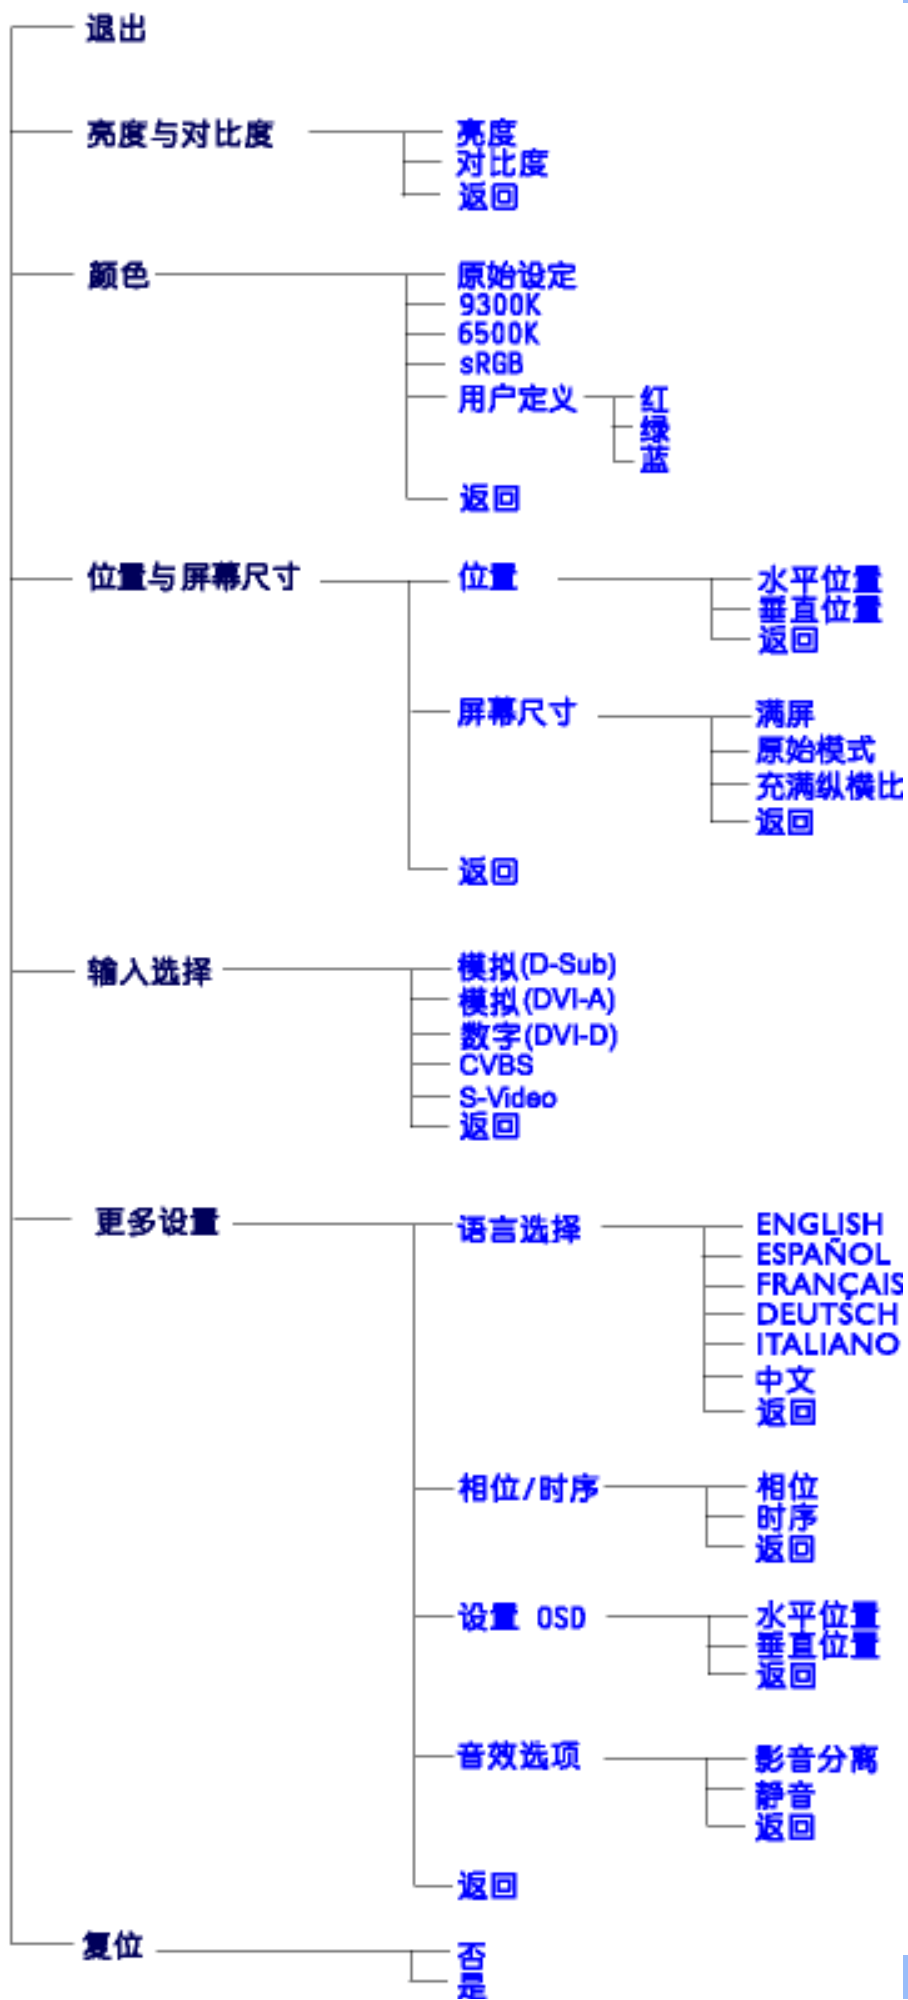 退出
亮度与对比度
亮度
对比度
返回
颜色
原始设定
9300K
6500K
sRGB
用户定义
红
绿
蓝
返回
位置与屏幕尺寸
位置
水平位置
垂直位置
返回
屏幕尺寸
满屏
原始模式
充满纵横比
返回
返回
输入选择
模拟(D-Sub)
模拟(DVI-A)
数字(DVI-D)
CVBS
S-Video
返回
更多设置
语言选择
ENGLISH
ESPAÑOL
FRANÇAIS
DEUTSCH
ITALIANO
中文
返回
相位/时序
相位
时序
返回
设置 OSD
水平位置
垂直位置
返回
音效选项
影音分离
静音
返回
返回
复位
否
是